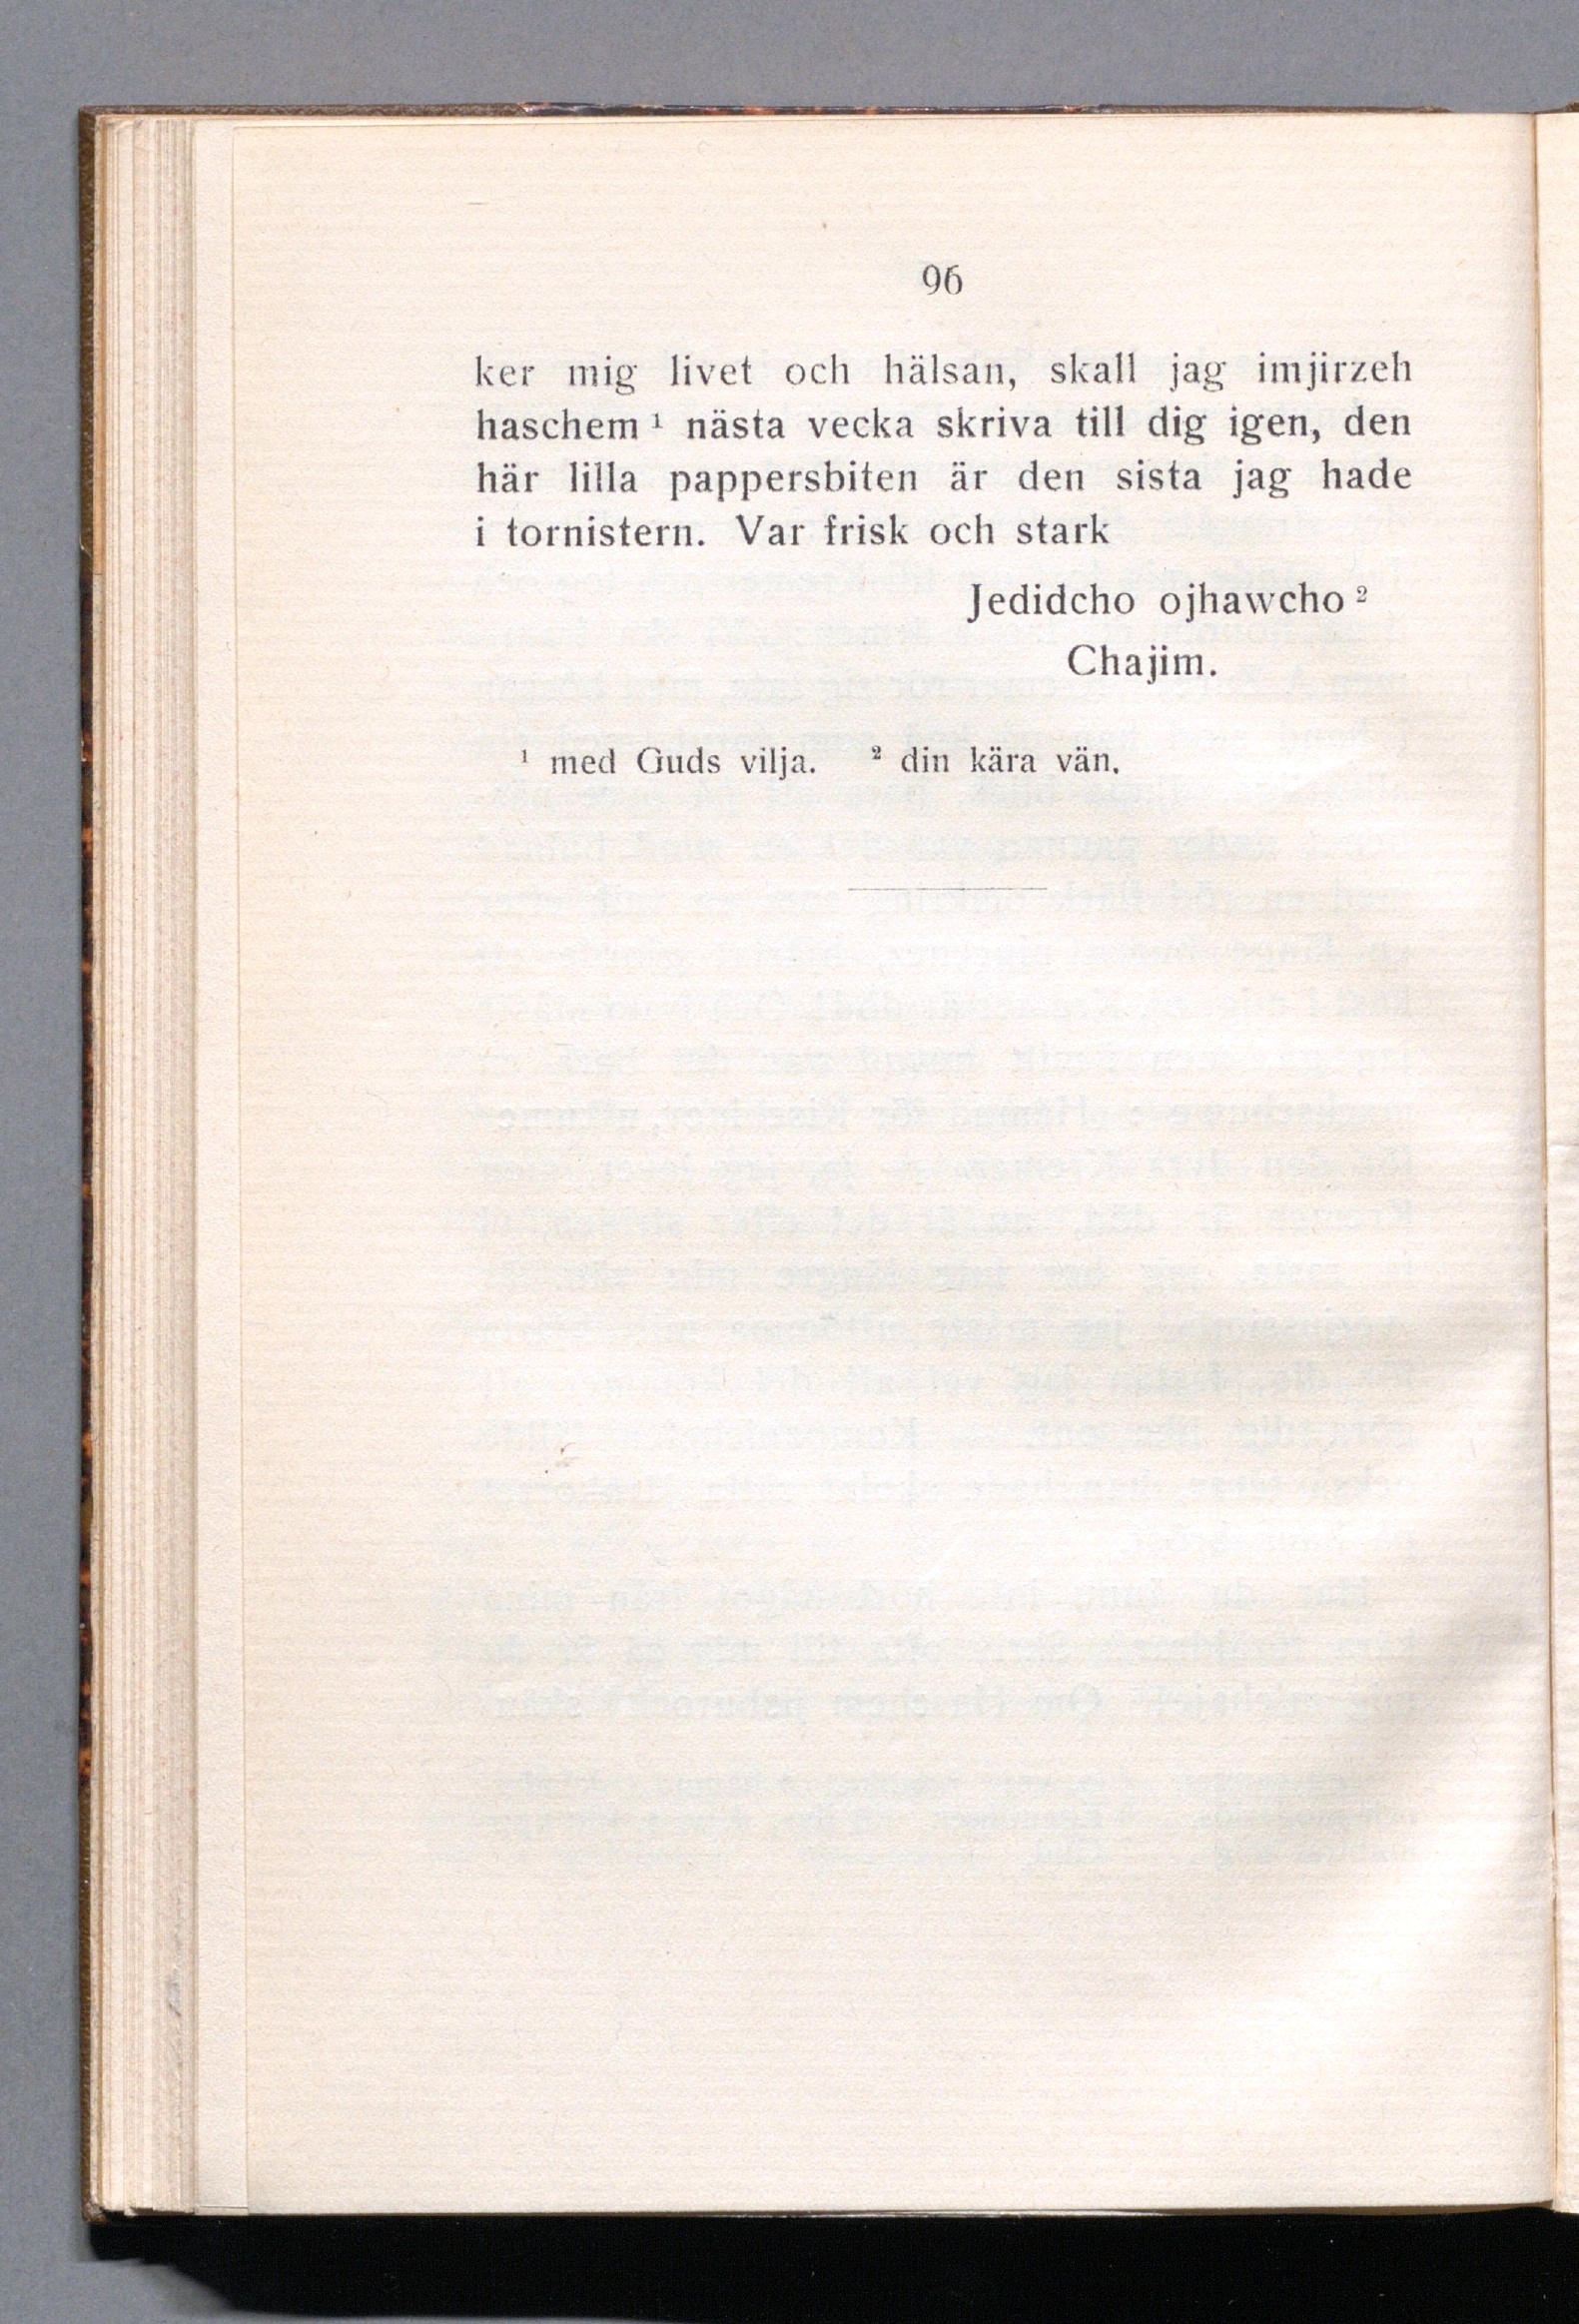 96
ker mig livet och hälsan, skall jag imjirzeh
haschem ¹ nästa vecka skriva till dig igen, den
här lilla pappersbiten är den sista jag hade
i tornistern. Var frisk och stark
Jedidcho ojhawcho ²
Chajim.
¹ med Guds vilja. ² din kära vän.